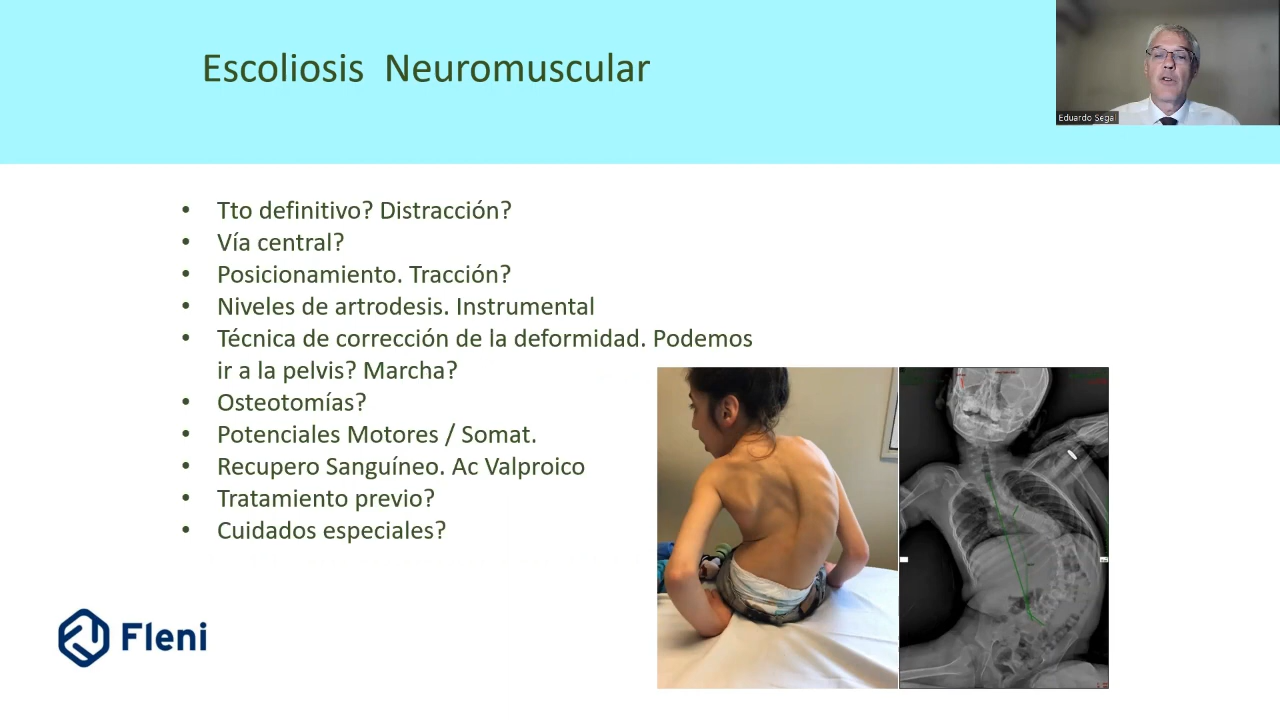 Escoliosis Neuromuscular
Eduardo Segal
• Tto definitivo? Distracción?
• Vía central?
• Posicionamiento. Tracción?
• Niveles de artrodesis. Instrumental
• Técnica de corrección de la deformidad. Podemos
ir a la pelvis? Marcha?
• Osteotomías?
• Potenciales Motores / Somat.
• Recupero Sanguíneo. Ac Valproico
• Tratamiento previo?
• Cuidados especiales?
Fleni